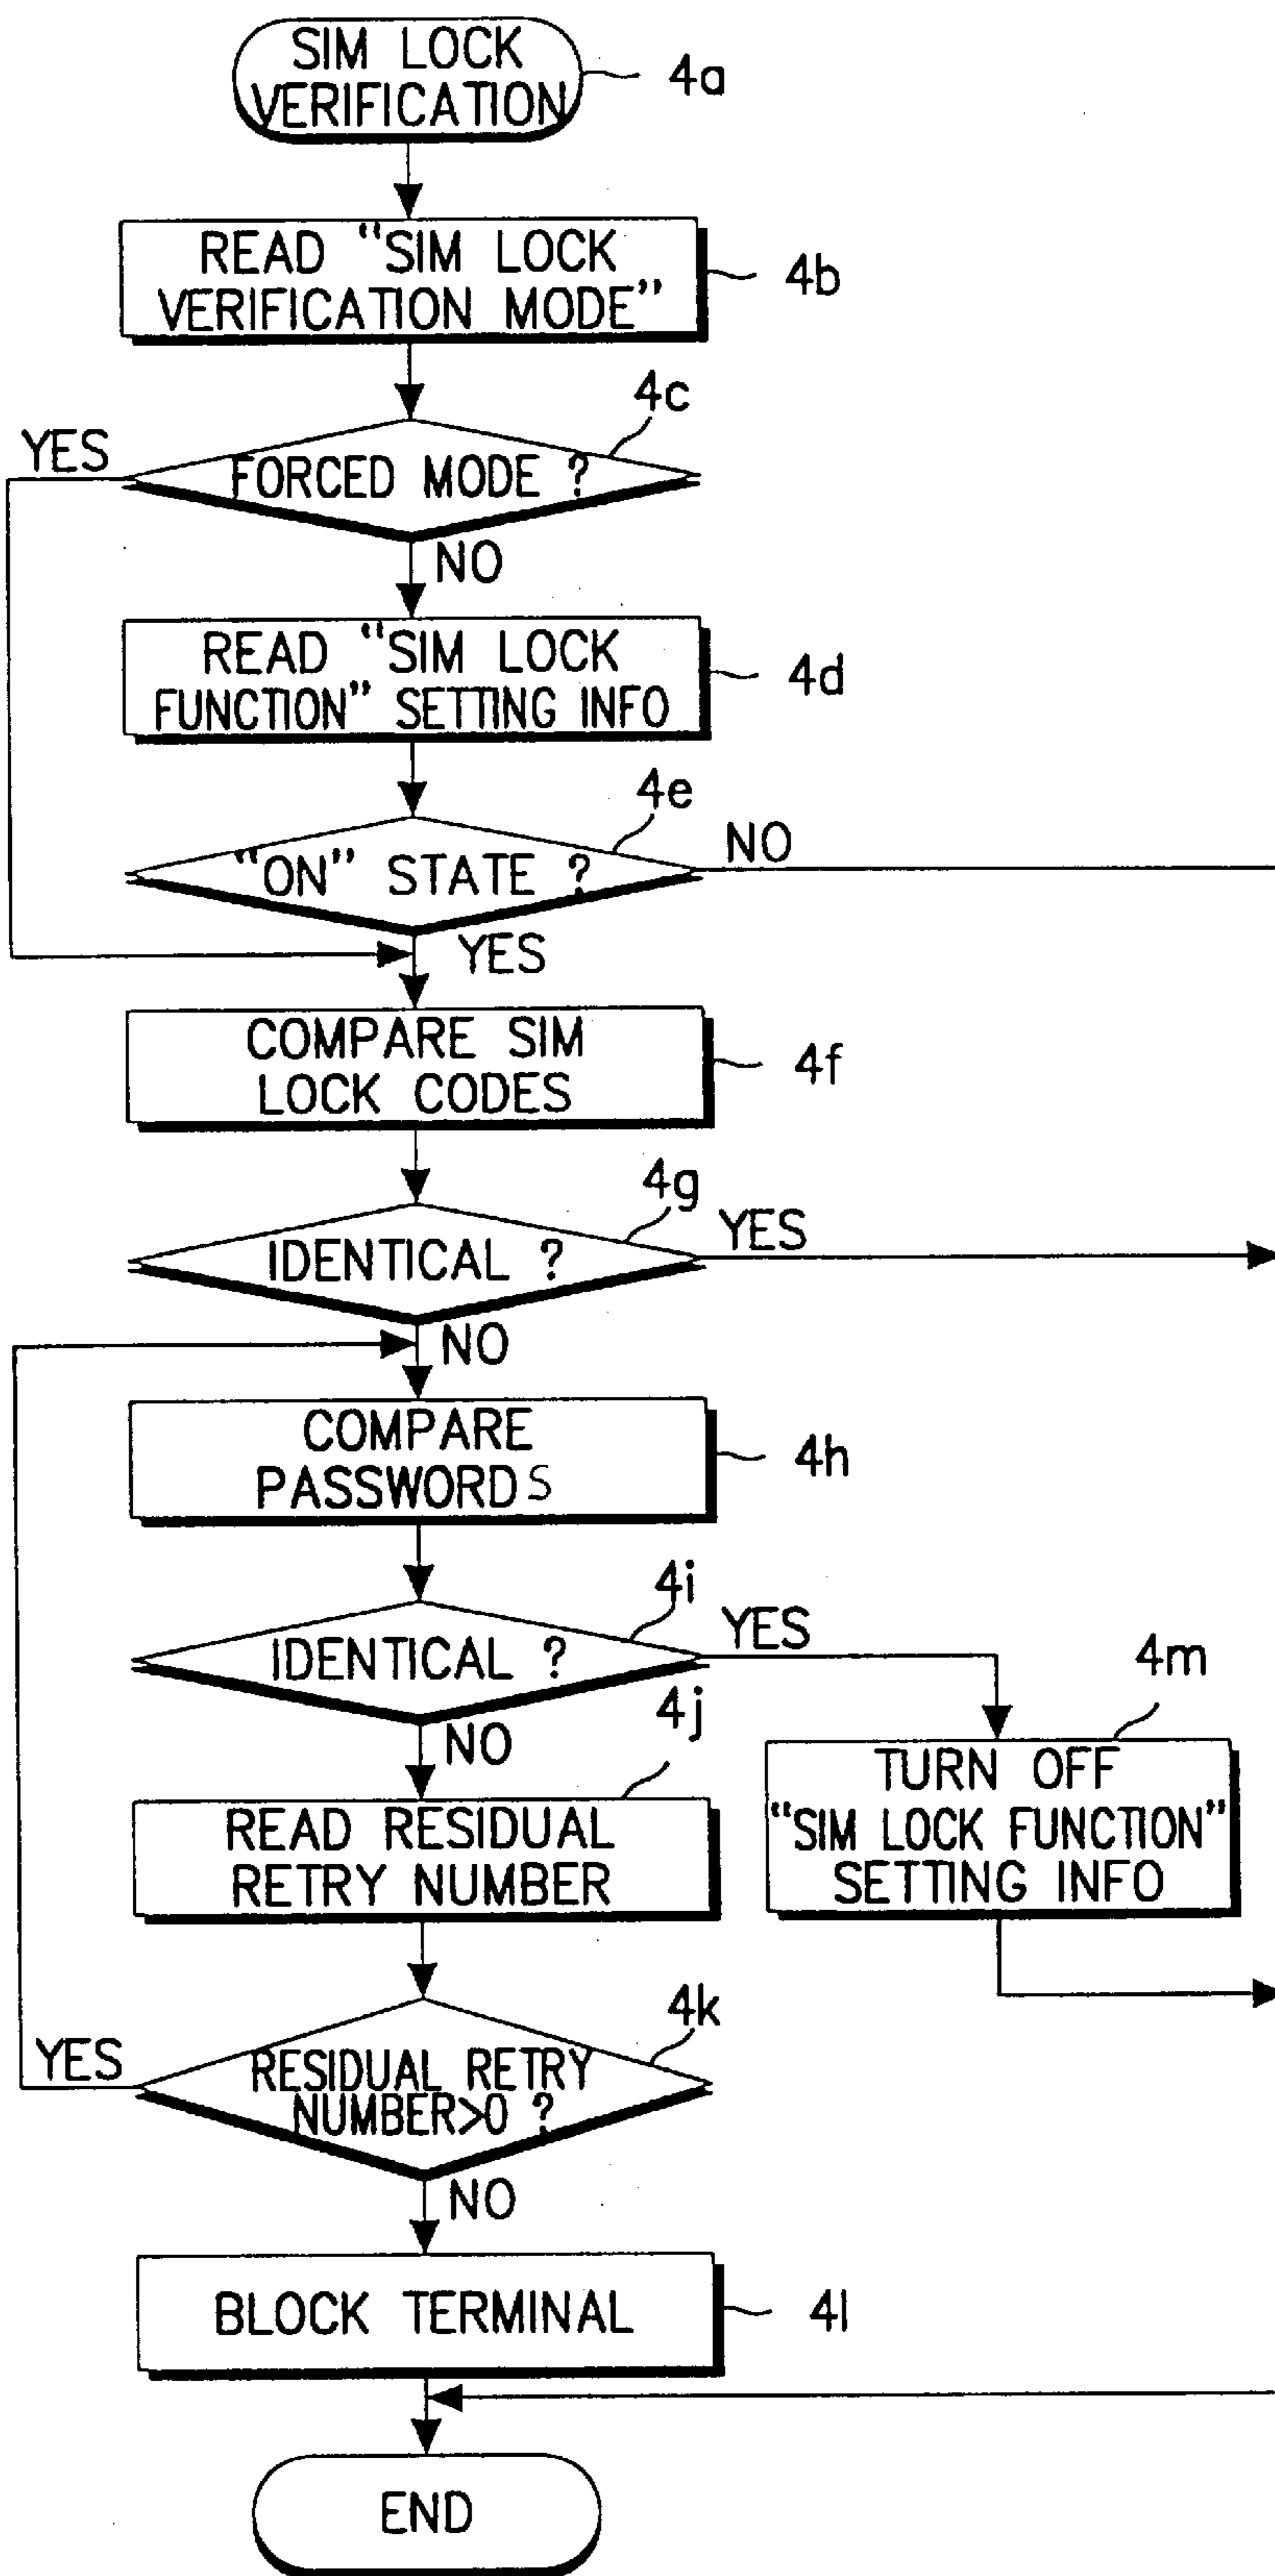 SIM LOCK
VERIFICATION
4a
READ "SIM LOCK
VERIFICATION MODE"
4b
4c
YES
FORCED MODE ?
NO
READ "SIM LOCK
FUNCTION" SETTING INFO
4d
4e
"ON" STATE ?
NO
YES
COMPARE SIM
LOCK CODES
4f
4g
IDENTICAL ?
YES
NO
COMPARE
PASSWORDS
4h
4i
IDENTICAL ?
YES
NO
4j
READ RESIDUAL
RETRY NUMBER
4m
TURN OFF
"SIM LOCK FUNCTION"
SETTING INFO
4k
YES
RESIDUAL RETRY
NUMBER>0 ?
NO
BLOCK TERMINAL
4l
END